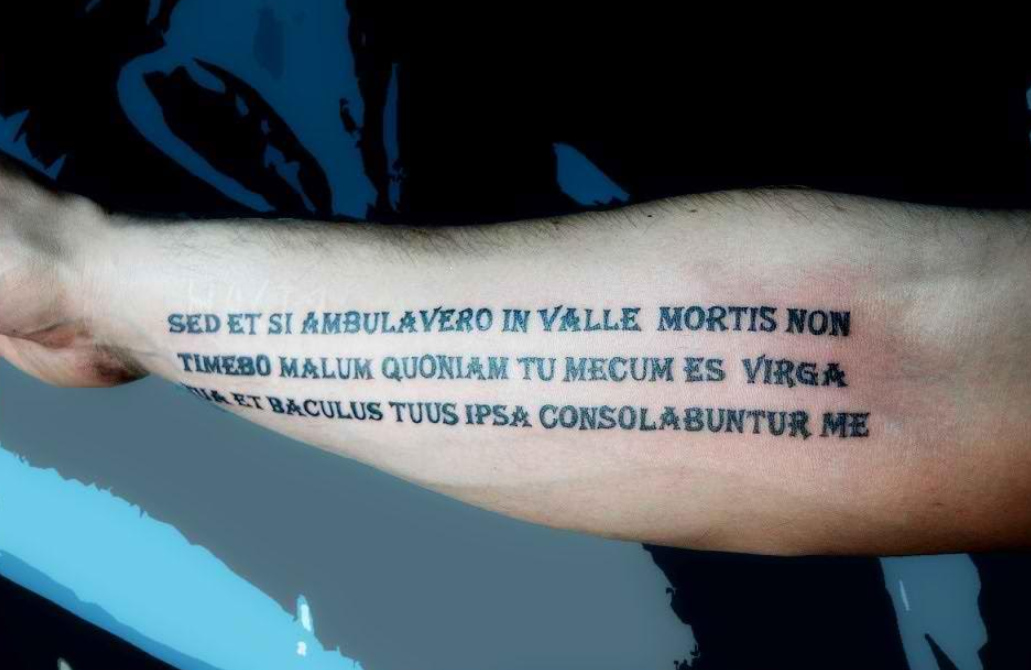 SED ET SI AMBULAVERO IN VALLE MORTIS NON
TIMEBO MALUM QUONIAM TU MECUM ES VIRGA
TUA ET BACULUS TUUS IPSA CONSOLABUNTUR ME